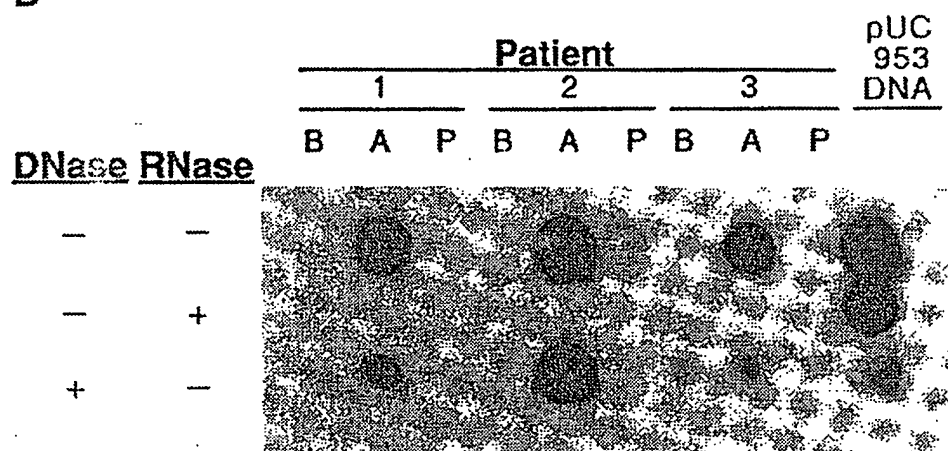 pUC
Patient 953
1 2 3 DNA
B A P B A P B A P
DNase RNase
− −
− +
+ −